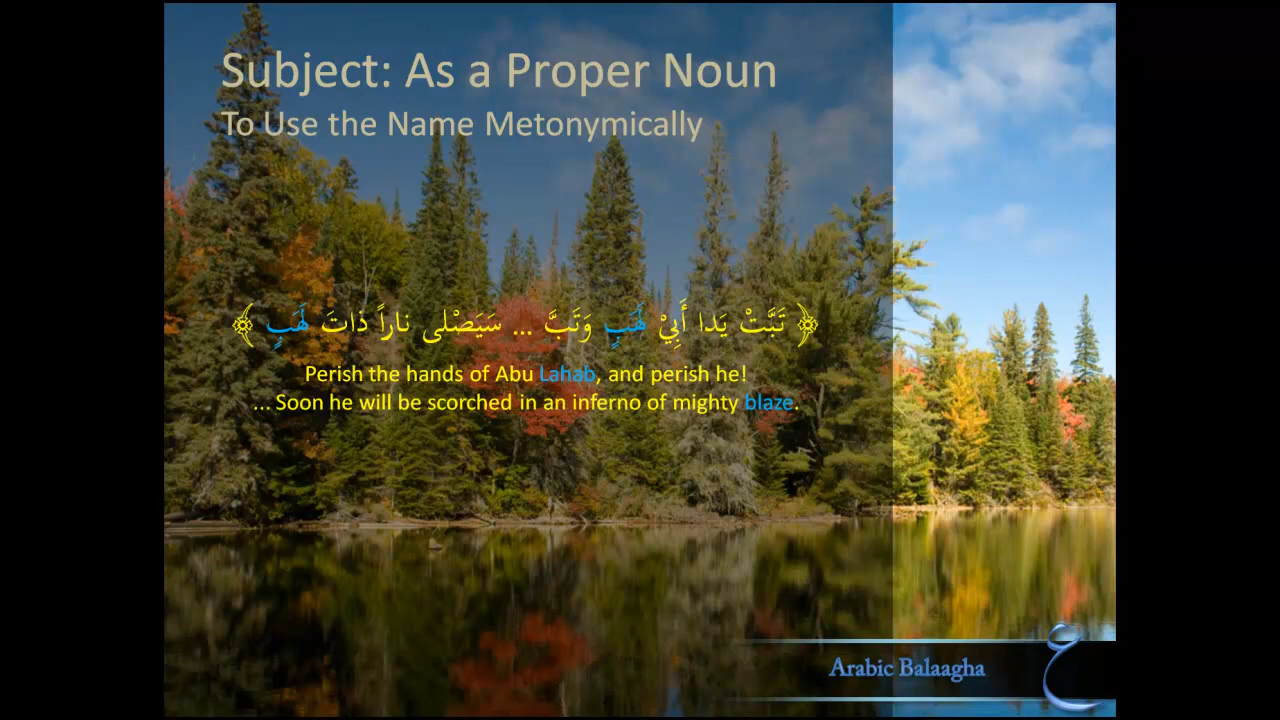 Subject: As a Proper Noun
To Use the Name Metonymically
﴿ تَبَّتْ يَدا أَبِيْ لَهَبٍ وَتَبَّ ... سَيَصْلى ناراً ذاتَ لَهَبٍ ﴾
Perish the hands of Abu Lahab, and perish he!
... Soon he will be scorched in an inferno of mighty blaze.
Arabic Balaagha